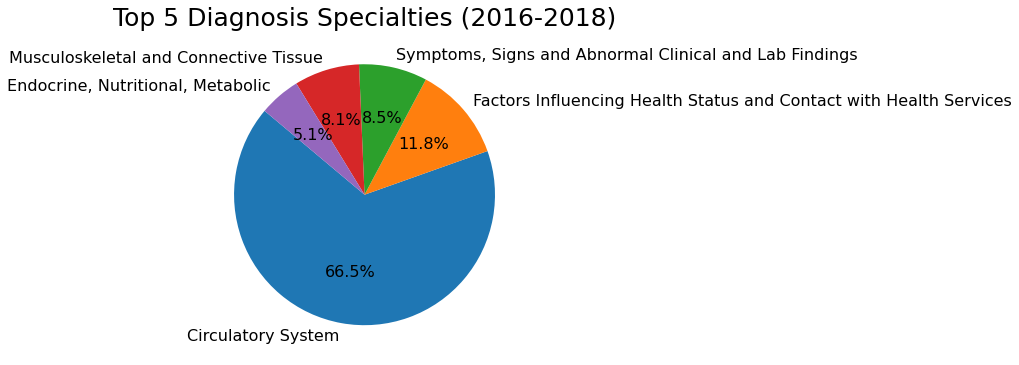 Top 5 Diagnosis Specialties (2016-2018)
Musculoskeletal and Connective Tissue
Symptoms, Signs and Abnormal Clinical and Lab Findings
Endocrine, Nutritional, Metabolic
Factors Influencing Health Status and Contact with Health Services
8.1%
8.5%
5.1%
11.8%
66.5%
Circulatory System